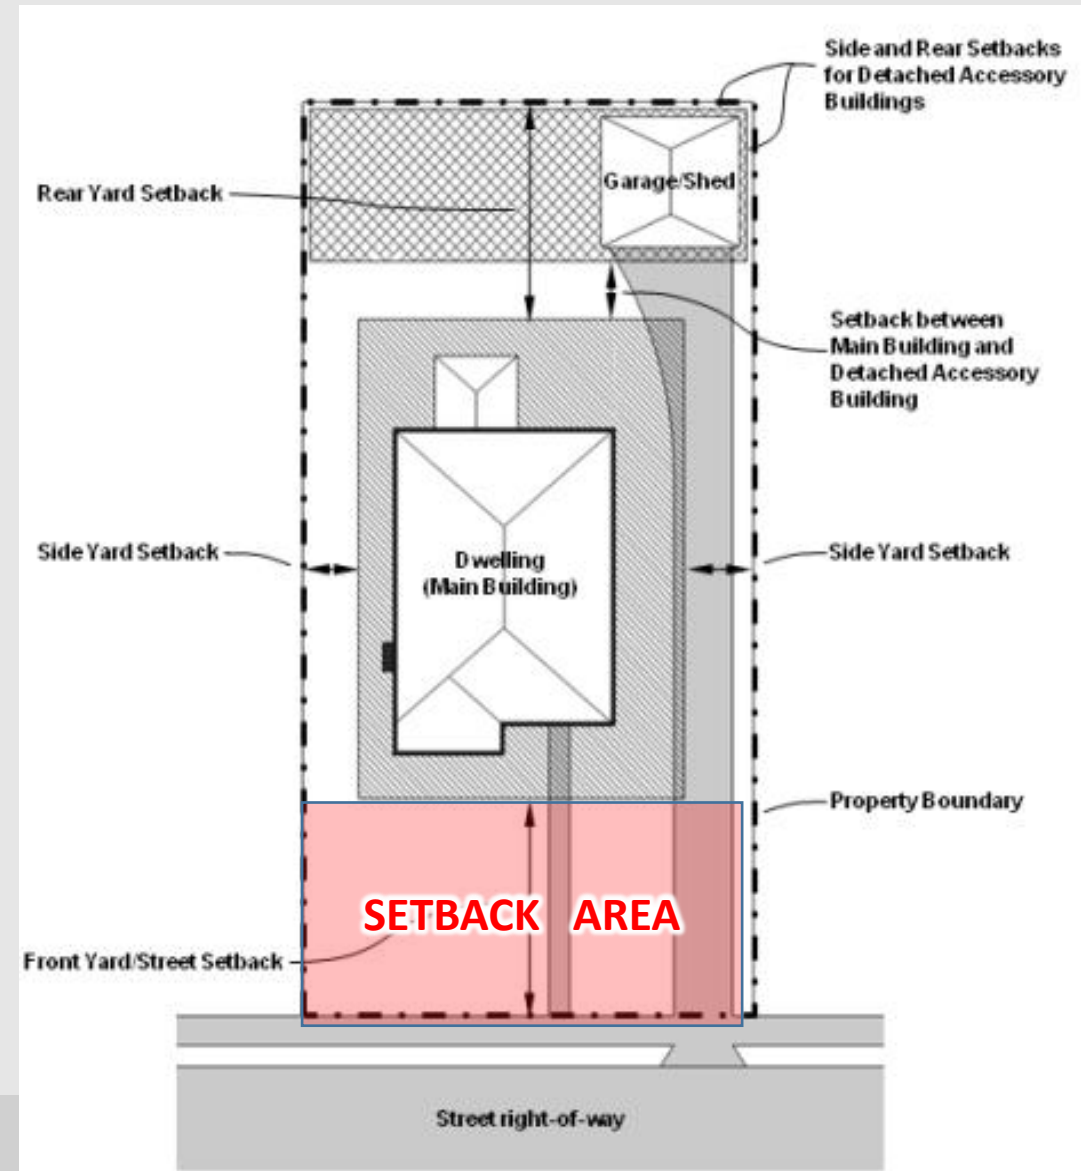 Side and Rear Setbacks
for Detached Accessory
Buildings
Rear Yard Setback
Garage/Shed
Setback between
Main Building and
Detached Accessory
Building
Side Yard Setback
Dwelling
(Main Building)
Side Yard Setback
Property Boundary
SETBACK AREA
Front Yard/Street Setback
Street right-of-way